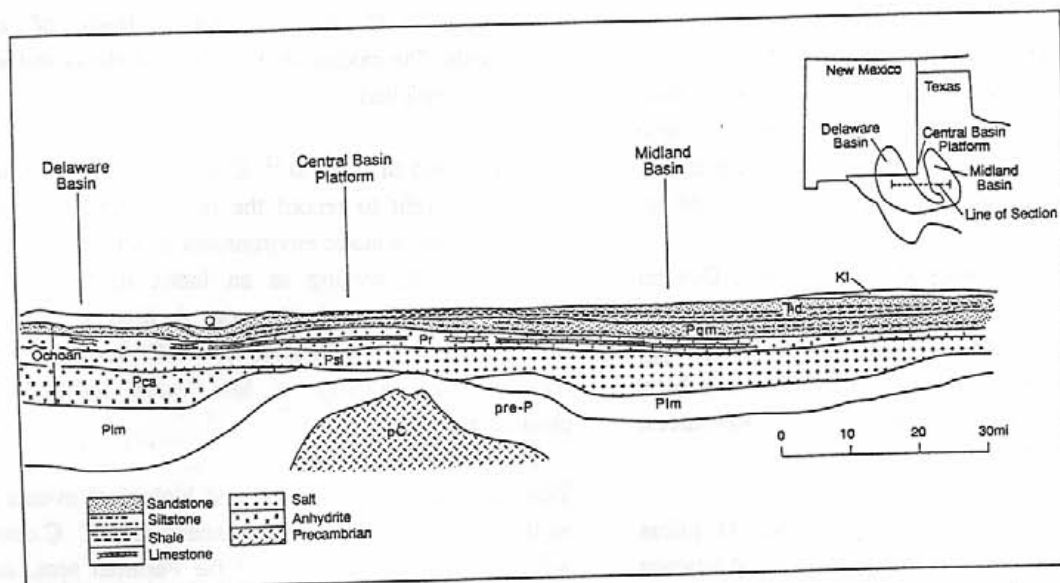 New Mexico
Texas
Delaware
Basin
Central Basin
Platform
Midland
Basin
Line of Section
Delaware
Basin
Central Basin
Platform
Midland
Basin
Kl
Q
Pqm
Pr
Ochoan
Psl
Pca
Plm
pC
pre-P
Plm
0 10 20 30mi
Sandstone
Siltstone
Shale
Limestone
Salt
Anhydrite
Precambrian